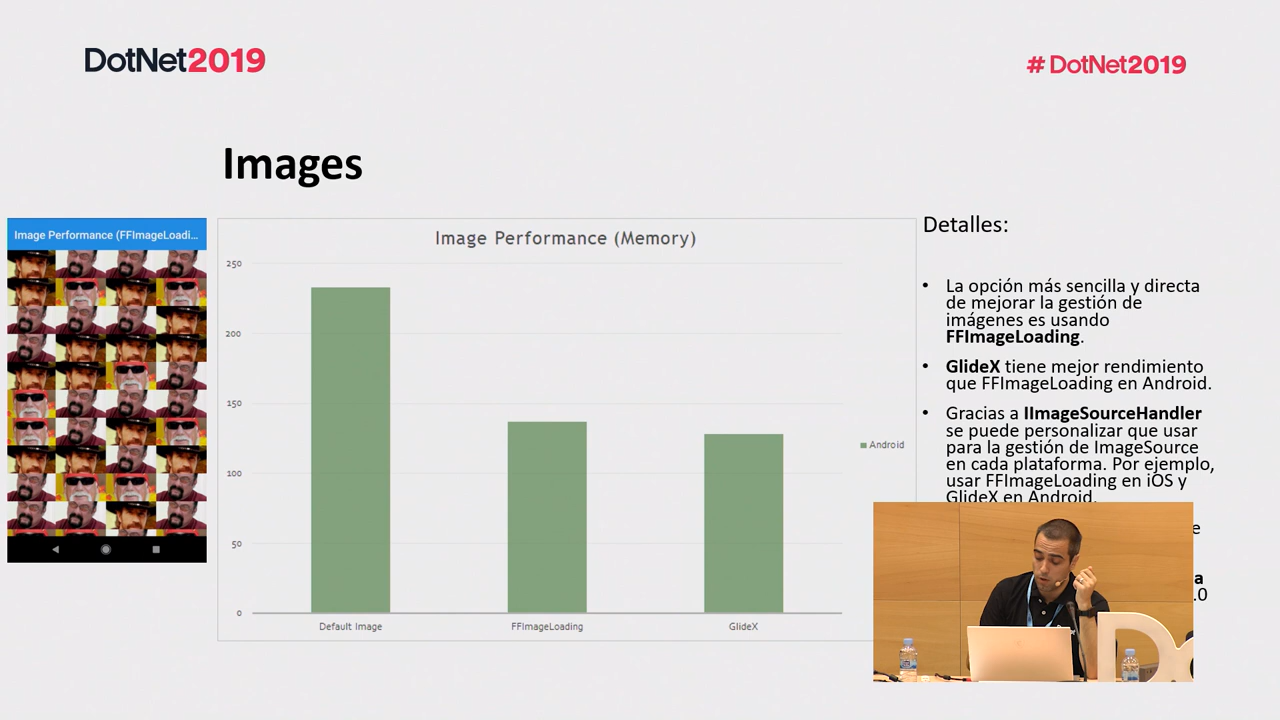 DotNet2019
# DotNet2019
Images
Image Performance (FFImageLoadi...
Image Performance (Memory)
250
200
150
100
50
0
Default Image
FFImageLoading
GlideX
Android
Detalles:
• La opción más sencilla y directa
de mejorar la gestión de
imágenes es usando
FFImageLoading.
• GlideX tiene mejor rendimiento
que FFImageLoading en Android.
• Gracias a IImageSourceHandler
se puede personalizar que usar
para la gestión de ImageSource
en cada plataforma. Por ejemplo,
usar FFImageLoading en iOS y
GlideX en Android.
e
a
.0